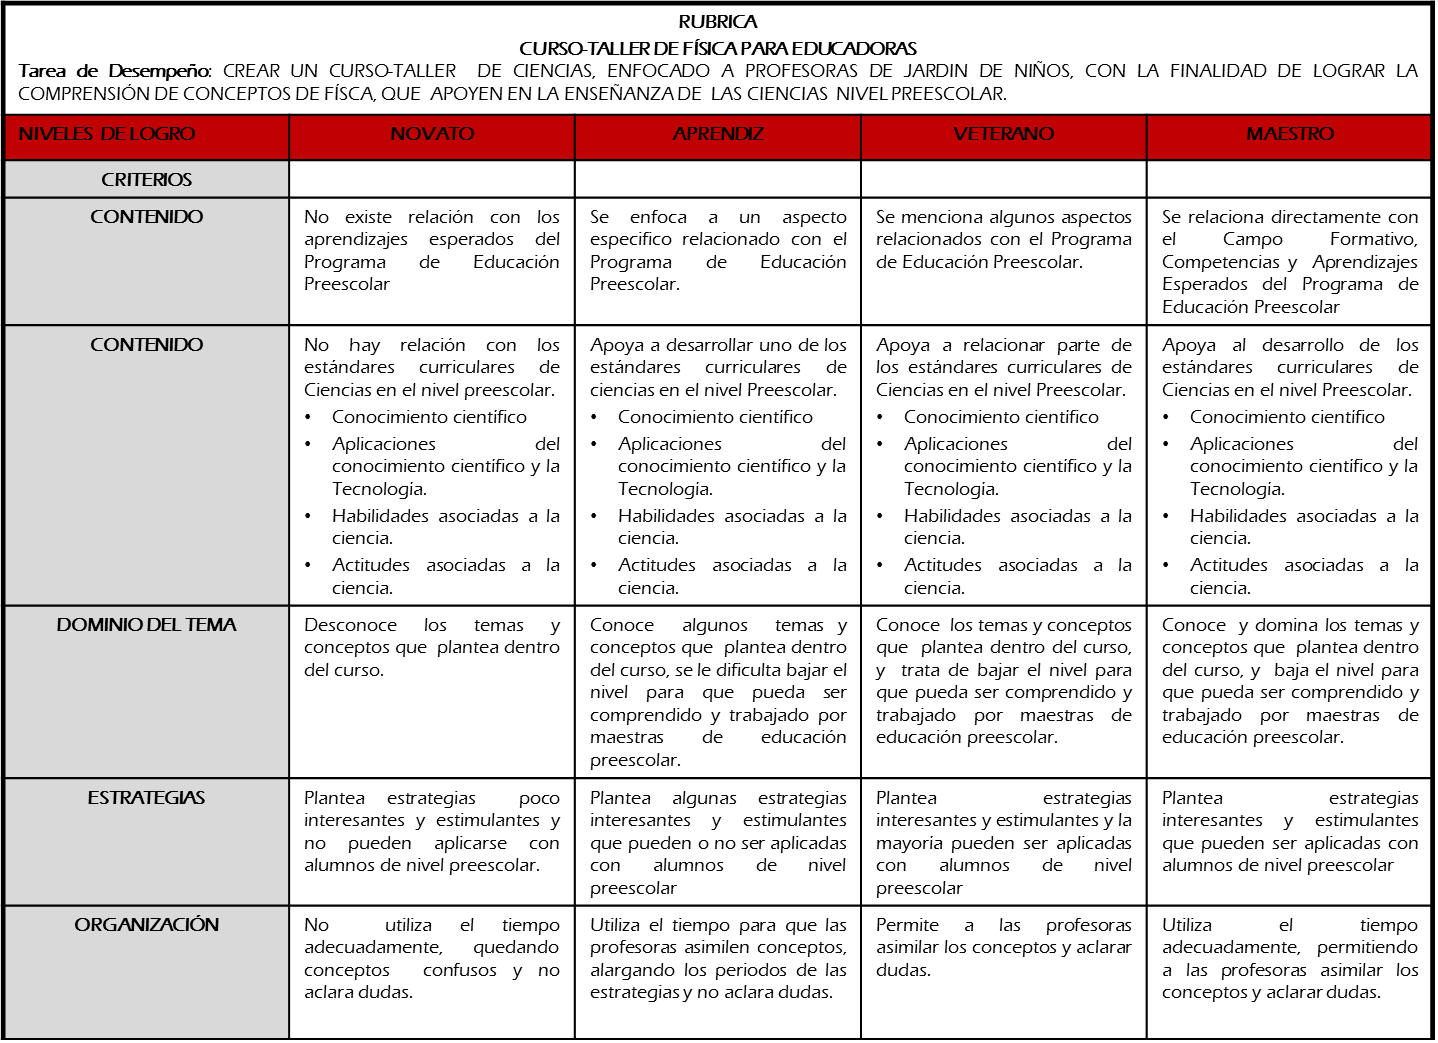 RUBRICA
CURSO-TALLER DE FÍSICA PARA EDUCADORAS
Tarea de Desempeño: CREAR UN CURSO-TALLER DE CIENCIAS, ENFOCADO A PROFESORAS DE JARDIN DE NIÑOS, CON LA FINALIDAD DE LOGRAR LA
COMPRENSIÓN DE CONCEPTOS DE FÍSCA, QUE APOYEN EN LA ENSEÑANZA DE LAS CIENCIAS NIVEL PREESCOLAR.
NIVELES DE LOGRO
NOVATO
APRENDIZ
VETERANO
MAESTRO
CRITERIOS
CONTENIDO
No existe relación con los
aprendizajes esperados del
Programa de Educación
Preescolar
Se enfoca a un aspecto
especifico relacionado con el
Programa de Educación
Preescolar.
Se menciona algunos aspectos
relacionados con el Programa
de Educación Preescolar.
Se relaciona directamente con
el Campo Formativo,
Competencias y Aprendizajes
Esperados del Programa de
Educación Preescolar
CONTENIDO
No hay relación con los
estándares curriculares de
Ciencias en el nivel preescolar.
• Conocimiento científico
• Aplicaciones del
conocimiento científico y la
Tecnología.
• Habilidades asociadas a la
ciencia.
• Actitudes asociadas a la
ciencia.
Apoya a desarrollar uno de los
estándares curriculares de
ciencias en el nivel Preescolar.
• Conocimiento científico
• Aplicaciones del
conocimiento científico y la
Tecnología.
• Habilidades asociadas a la
ciencia.
• Actitudes asociadas a la
ciencia.
Apoya a relacionar parte de
los estándares curriculares de
Ciencias en el nivel Preescolar.
• Conocimiento científico
• Aplicaciones del
conocimiento científico y la
Tecnología.
• Habilidades asociadas a la
ciencia.
• Actitudes asociadas a la
ciencia.
Apoya al desarrollo de los
estándares curriculares de
Ciencias en el nivel Preescolar.
• Conocimiento científico
• Aplicaciones del
conocimiento científico y la
Tecnología.
• Habilidades asociadas a la
ciencia.
• Actitudes asociadas a la
ciencia.
DOMINIO DEL TEMA
Desconoce los temas y
conceptos que plantea dentro
del curso.
Conoce algunos temas y
conceptos que plantea dentro
del curso, se le dificulta bajar el
nivel para que pueda ser
comprendido y trabajado por
maestras de educación
preescolar.
Conoce los temas y conceptos
que plantea dentro del curso,
y trata de bajar el nivel para
que pueda ser comprendido y
trabajado por maestras de
educación preescolar.
Conoce y domina los temas y
conceptos que plantea dentro
del curso, y baja el nivel para
que pueda ser comprendido y
trabajado por maestras de
educación preescolar.
ESTRATEGIAS
Plantea estrategias poco
interesantes y estimulantes y
no pueden aplicarse con
alumnos de nivel preescolar.
Plantea algunas estrategias
interesantes y estimulantes
que pueden o no ser aplicadas
con alumnos de nivel
preescolar
Plantea estrategias
interesantes y estimulantes y la
mayoría pueden ser aplicadas
con alumnos de nivel
preescolar
Plantea estrategias
interesantes y estimulantes
que pueden ser aplicadas con
alumnos de nivel preescolar
ORGANIZACIÓN
No utiliza el tiempo
adecuadamente, quedando
conceptos confusos y no
aclara dudas.
Utiliza el tiempo para que las
profesoras asimilen conceptos,
alargando los periodos de las
estrategias y no aclara dudas.
Permite a las profesoras
asimilar los conceptos y aclarar
dudas.
Utiliza el tiempo
adecuadamente, permitiendo
a las profesoras asimilar los
conceptos y aclarar dudas.